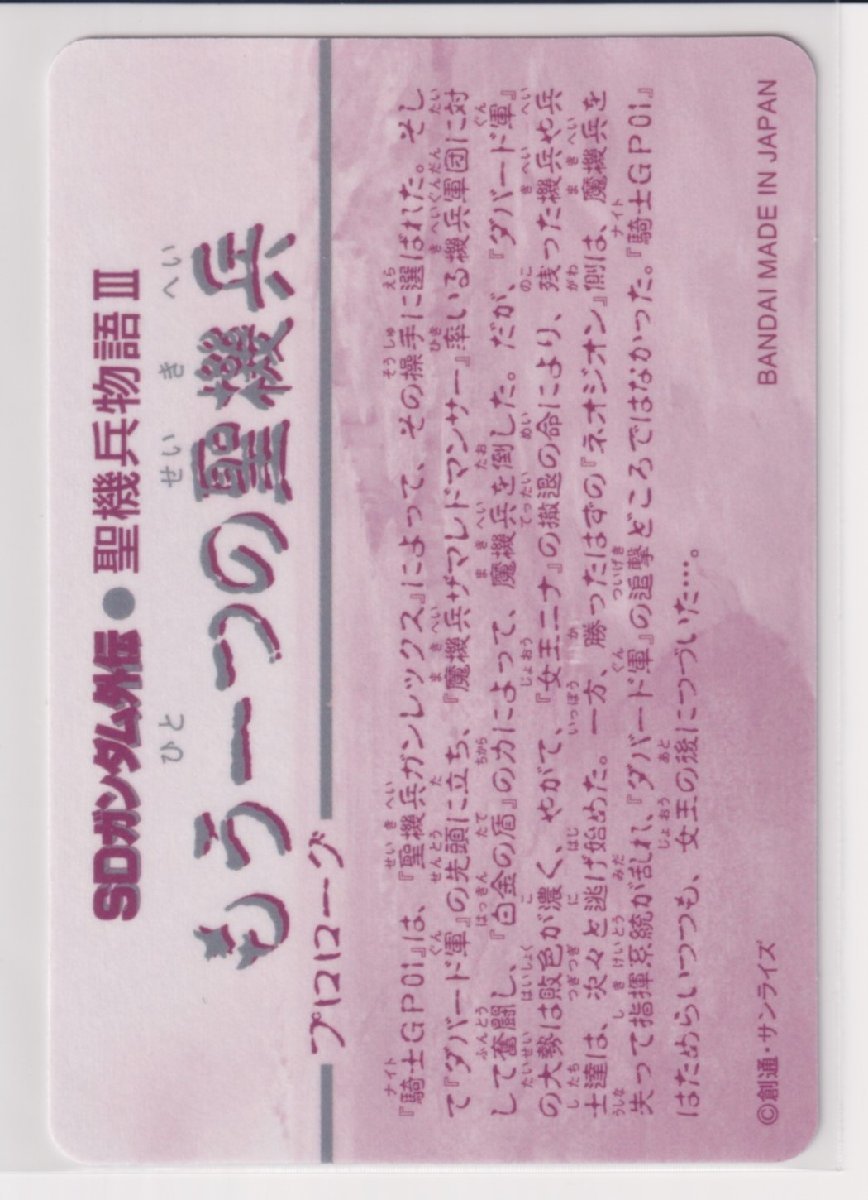 SDガンダム外伝●聖機兵物語Ⅲ
もう一つの聖機兵
ひと せいきへい
プロローグ
『騎士GP01』は、『聖機兵ガンレックス』によって、その操手に選ばれた。そし
て『ダバード軍』の先頭に立ち、『魔機兵ザマレドマンサー』率いる機兵軍団に対
して奮闘し、『白金の盾』の力によって、魔機兵を倒した。だが、『ダバード軍』
の大勢は敗色が濃く、やがて、『女王ニナ』の撤退の命により、残った機兵や兵
士達は、次々と逃げ始めた。一方、勝ったはずの『ネオジオン』側は、魔機兵を
失って指揮系統が乱れ、『ダバード軍』の追撃どころではなかった。『騎士GP01』
はためらいつつも、女王の後につづいた…。
©創通・サンライズ
BANDAI MADE IN JAPAN